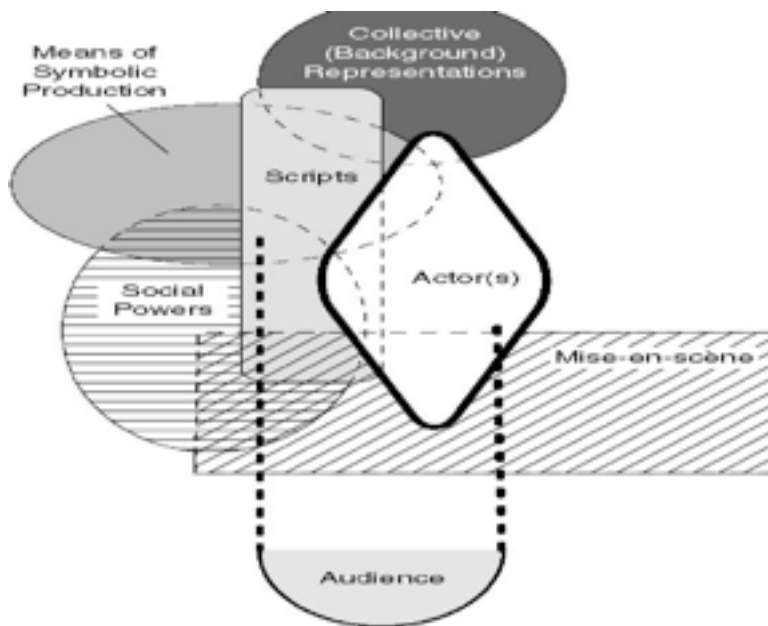 Collective
(Background)
Representations
Means of
Symbolic
Production
Scripts
Actor(s)
Social
Powers
Mise-en-scène
Audience